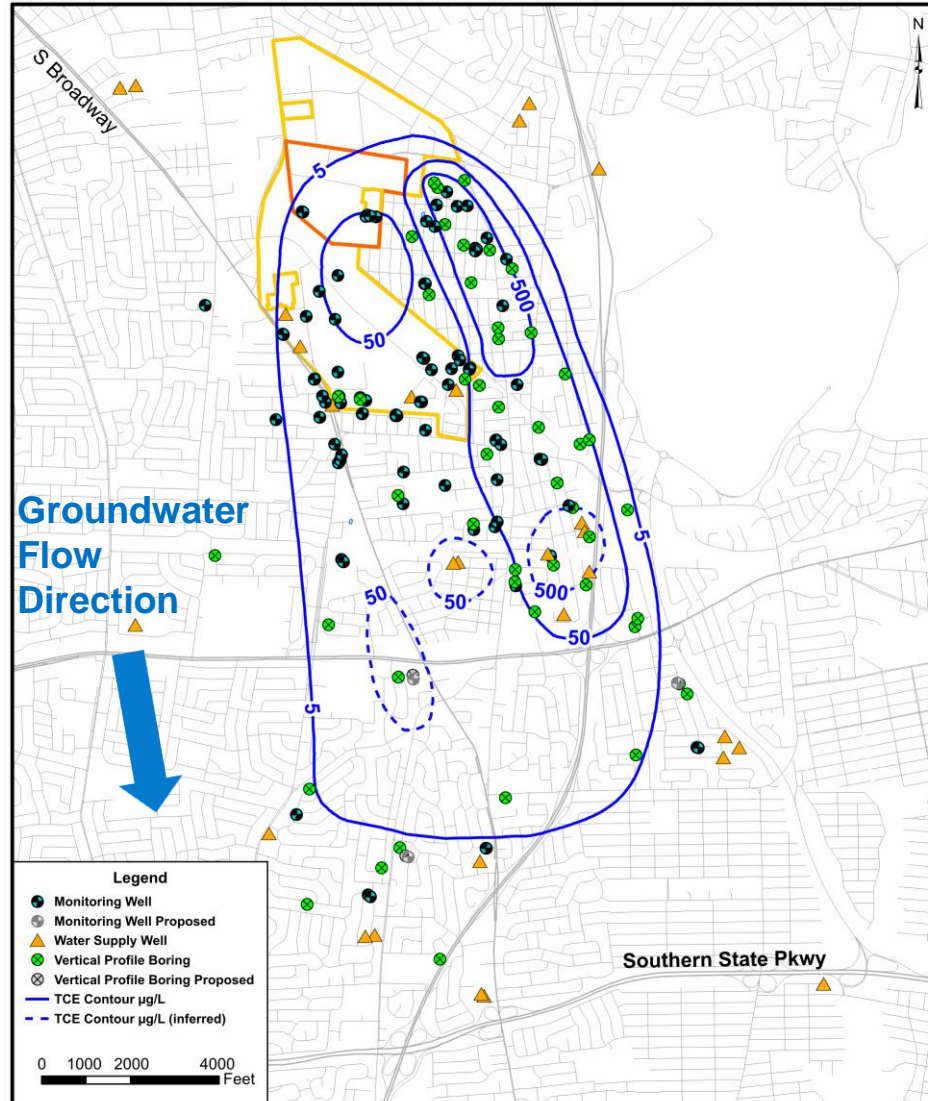 N
S Broadway
5
500
50
Groundwater
Flow
Direction
5
50
500
50
50
5
Legend
Monitoring Well
Monitoring Well Proposed
Water Supply Well
Vertical Profile Boring
Vertical Profile Boring Proposed
TCE Contour µg/L
TCE Contour µg/L (inferred)
0 1000 2000 4000
Feet
Southern State Pkwy